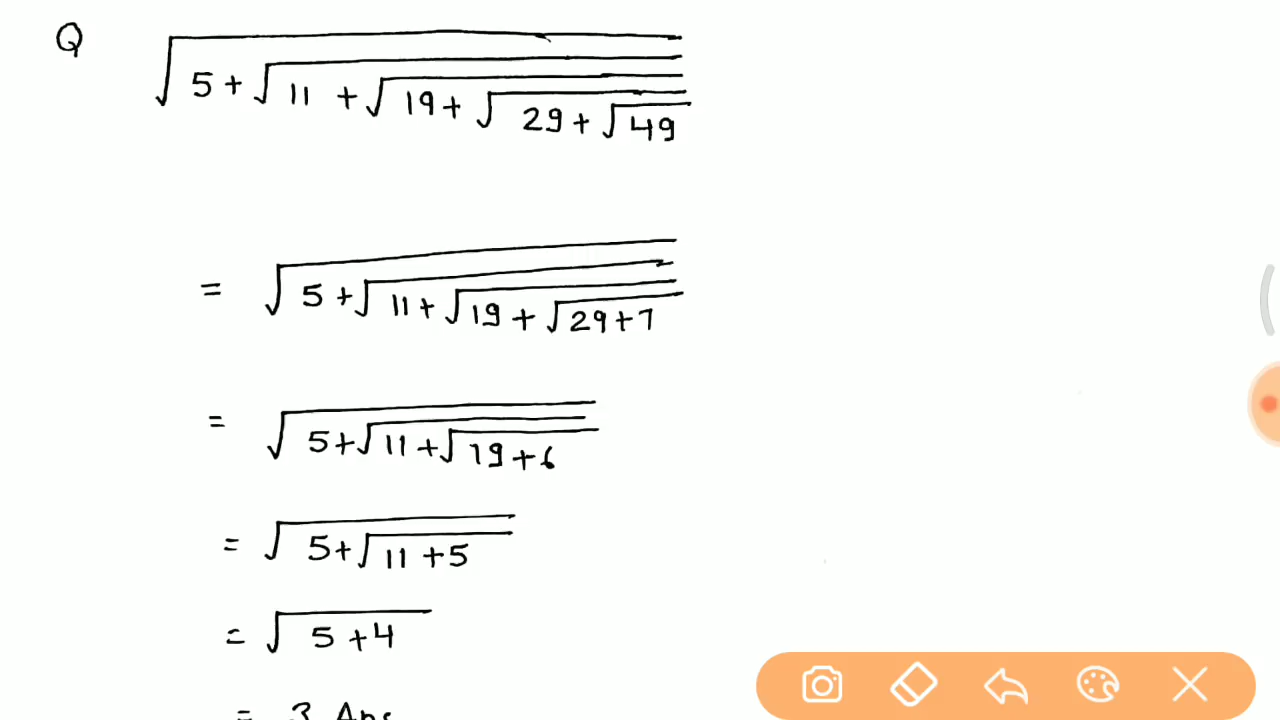 Q √(5+√(11+√(19+√(29+√49))))
= √(5+√(11+√(19+√(29+7))))
= √(5+√(11+√(19+6)))
= √(5+√(11+5))
= √(5+4)
= 3 Ans